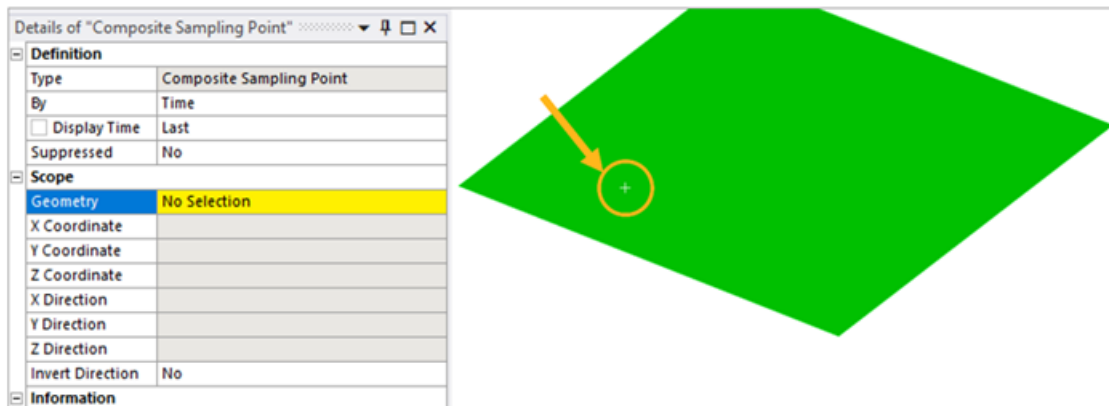 Details of "Composite Sampling Point"
Definition
Type Composite Sampling Point
By Time
Display Time Last
Suppressed No
Scope
Geometry No Selection
X Coordinate
Y Coordinate
Z Coordinate
X Direction
Y Direction
Z Direction
Invert Direction No
Information